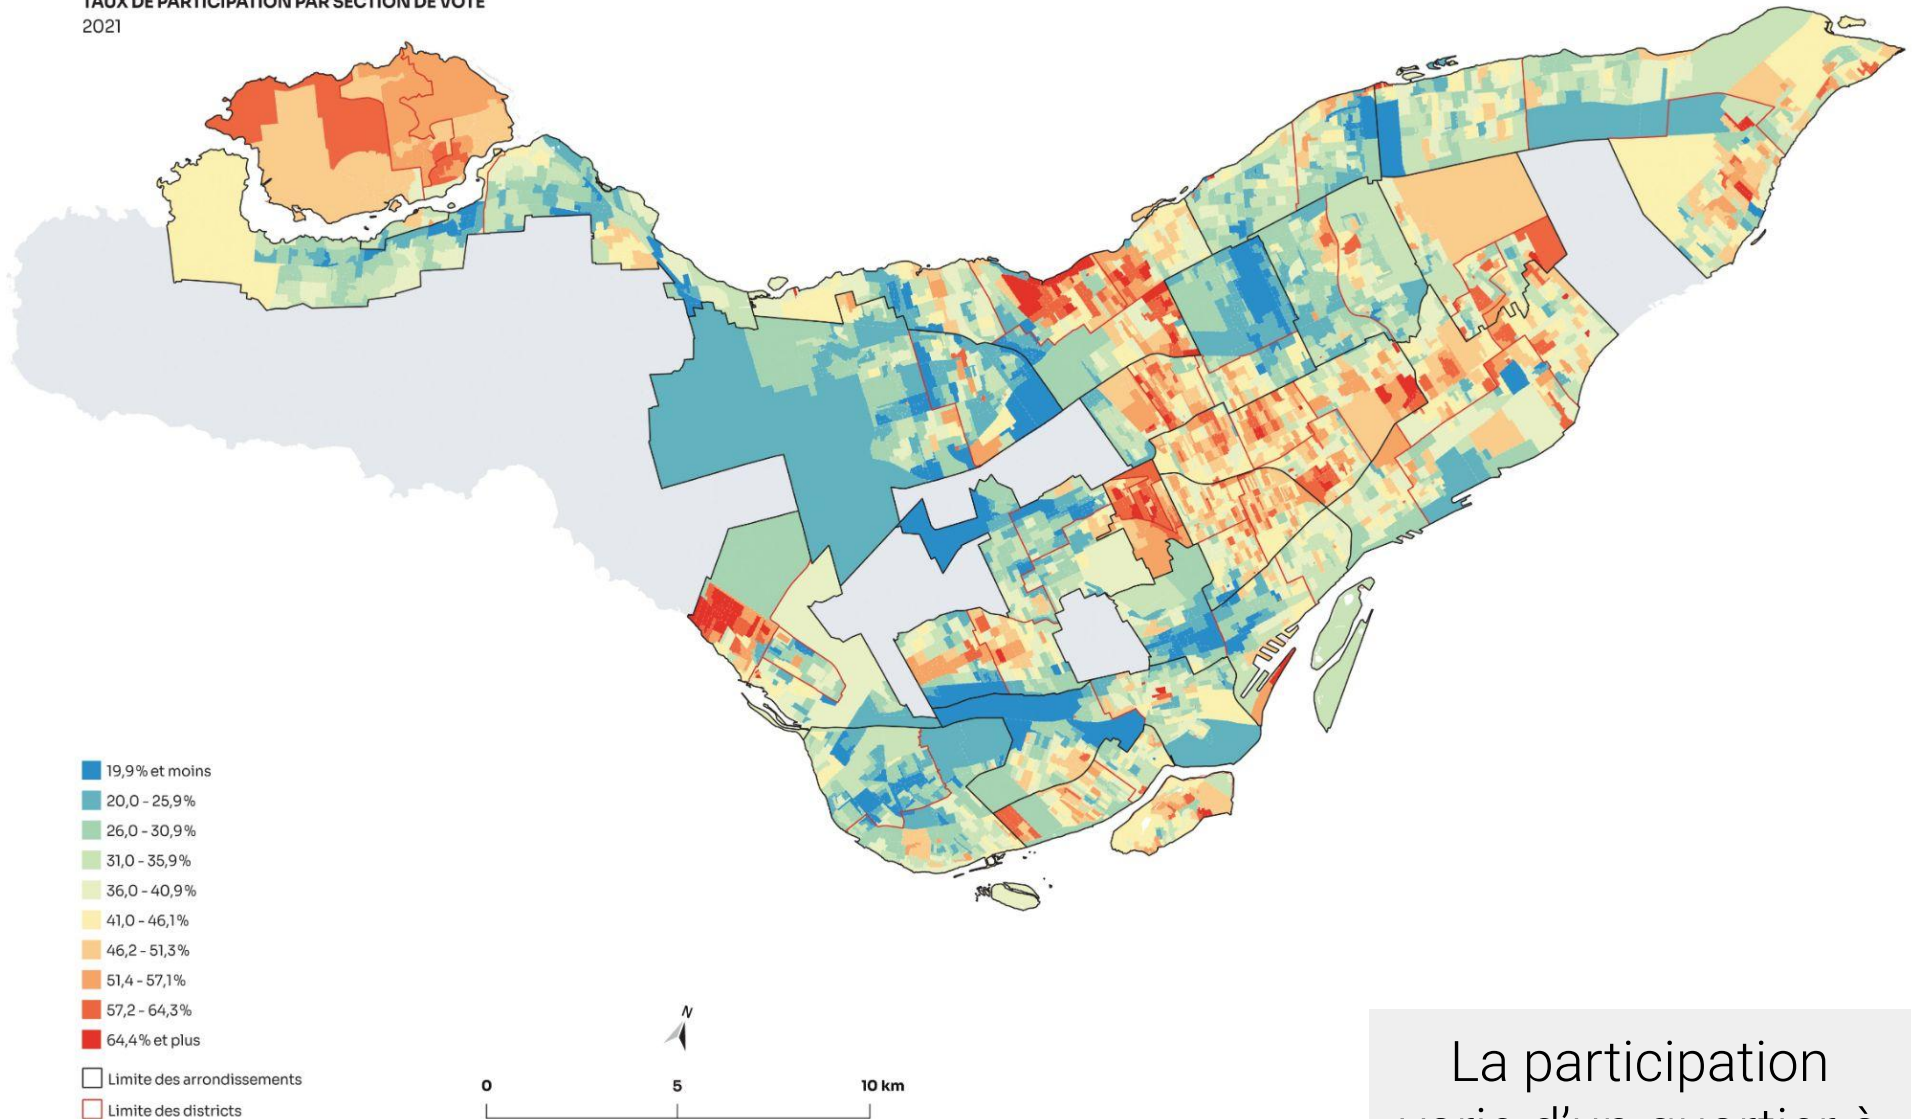 TAUX DE PARTICIPATION PAR SECTION DE VOTE
2021
19,9% et moins
20,0 - 25,9%
26,0 - 30,9%
31,0 - 35,9%
36,0 - 40,9%
41,0 - 46,1%
46,2 - 51,3%
51,4 - 57,1%
57,2 - 64,3%
64,4% et plus
Limite des arrondissements
Limite des districts
N
0 5 10 km
La participation
varie d'un quartier à